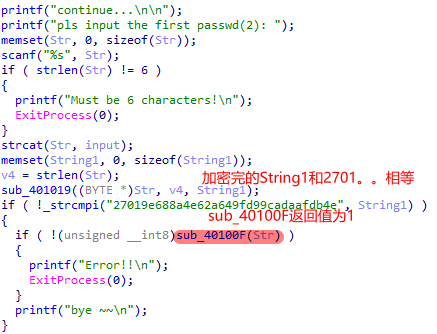 printf("continue...\n\n");
printf("pls input the first passwd(2): ");
memset(Str, 0, sizeof(Str));
scanf("%s", Str);
if ( strlen(Str) != 6 )
{
  printf("Must be 6 characters!\n");
  ExitProcess(0);
}
strcat(Str, input);
memset(String1, 0, sizeof(String1));
v4 = strlen(Str);
加密完的String1和2701。。相等
sub_401019((BYTE *)Str, v4, String1);
if ( !_strcmpi("27019e688a4e62a649fd99cadaafdb4e", String1) )
{
sub_40100F返回值为1
  if ( !(unsigned __int8)sub_40100F(Str) )
  {
    printf("Error!!\n");
    ExitProcess(0);
  }
  printf("bye ~~\n");
}